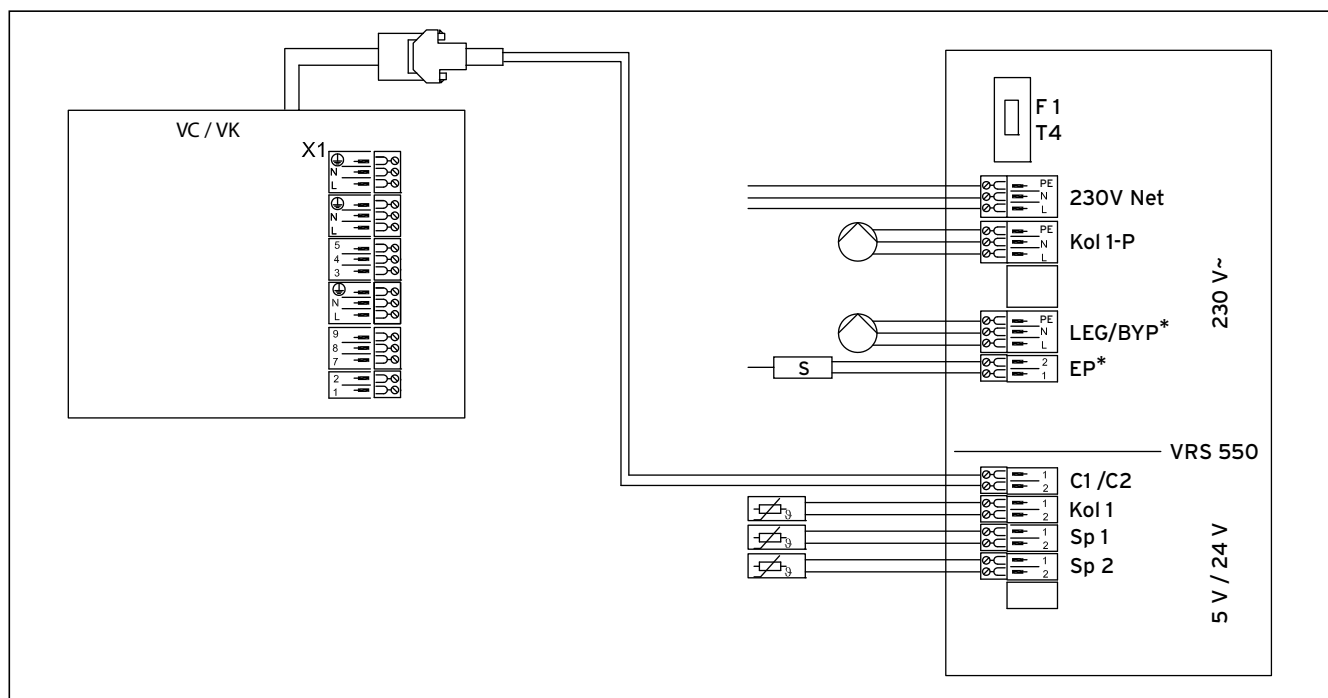 VC / VK
X1
N
L
N
L
5
4
3
N
L
9
8
7
2
1
F 1
T4
PE
N
L
230V Net
PE
N
L
Kol 1-P
PE
N
L
LEG/BYP*
S
2
1
EP*
230 V~
VRS 550
1
2
C1 /C2
ϑ
1
2
Kol 1
ϑ
1
2
Sp 1
ϑ
1
2
Sp 2
5 V / 24 V